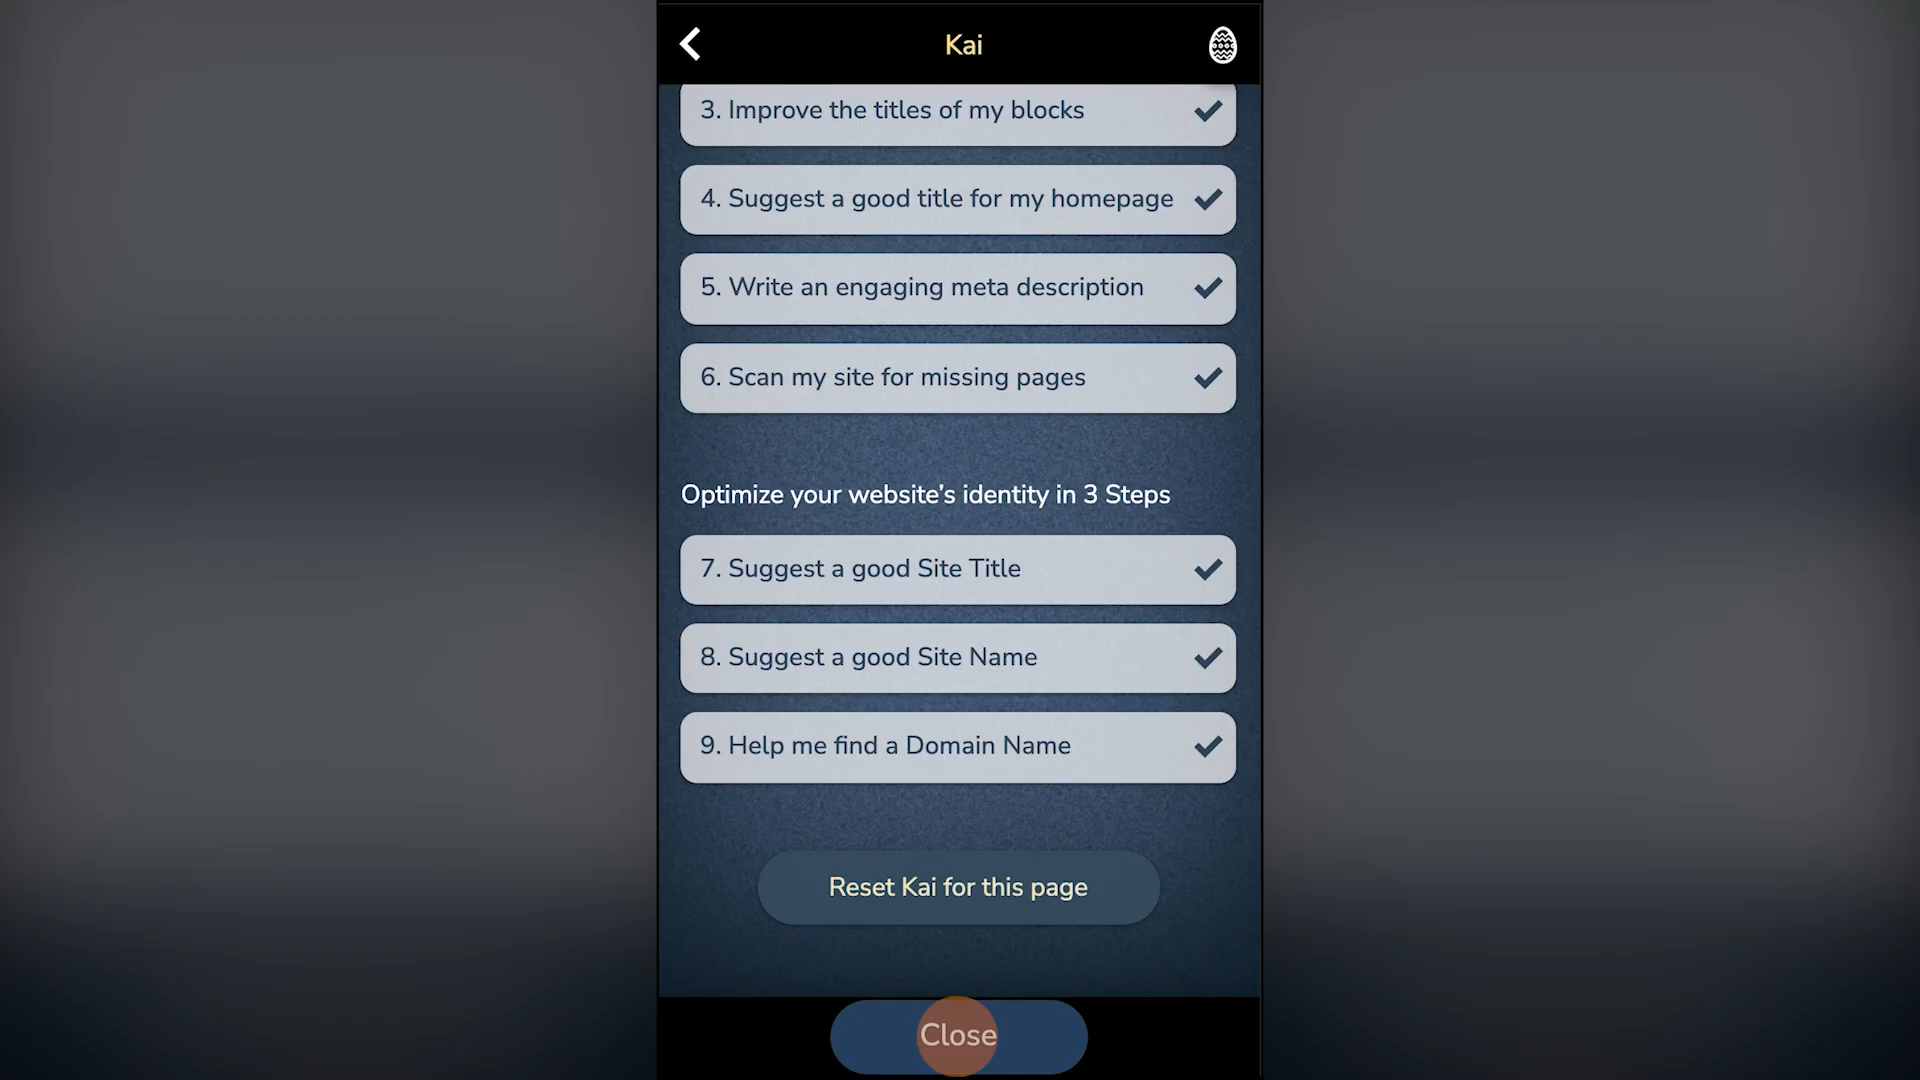 Kai
3. Improve the titles of my blocks
4. Suggest a good title for my homepage
5. Write an engaging meta description
6. Scan my site for missing pages
Optimize your website’s identity in 3 Steps
7. Suggest a good Site Title
8. Suggest a good Site Name
9. Help me find a Domain Name
Reset Kai for this page
Close